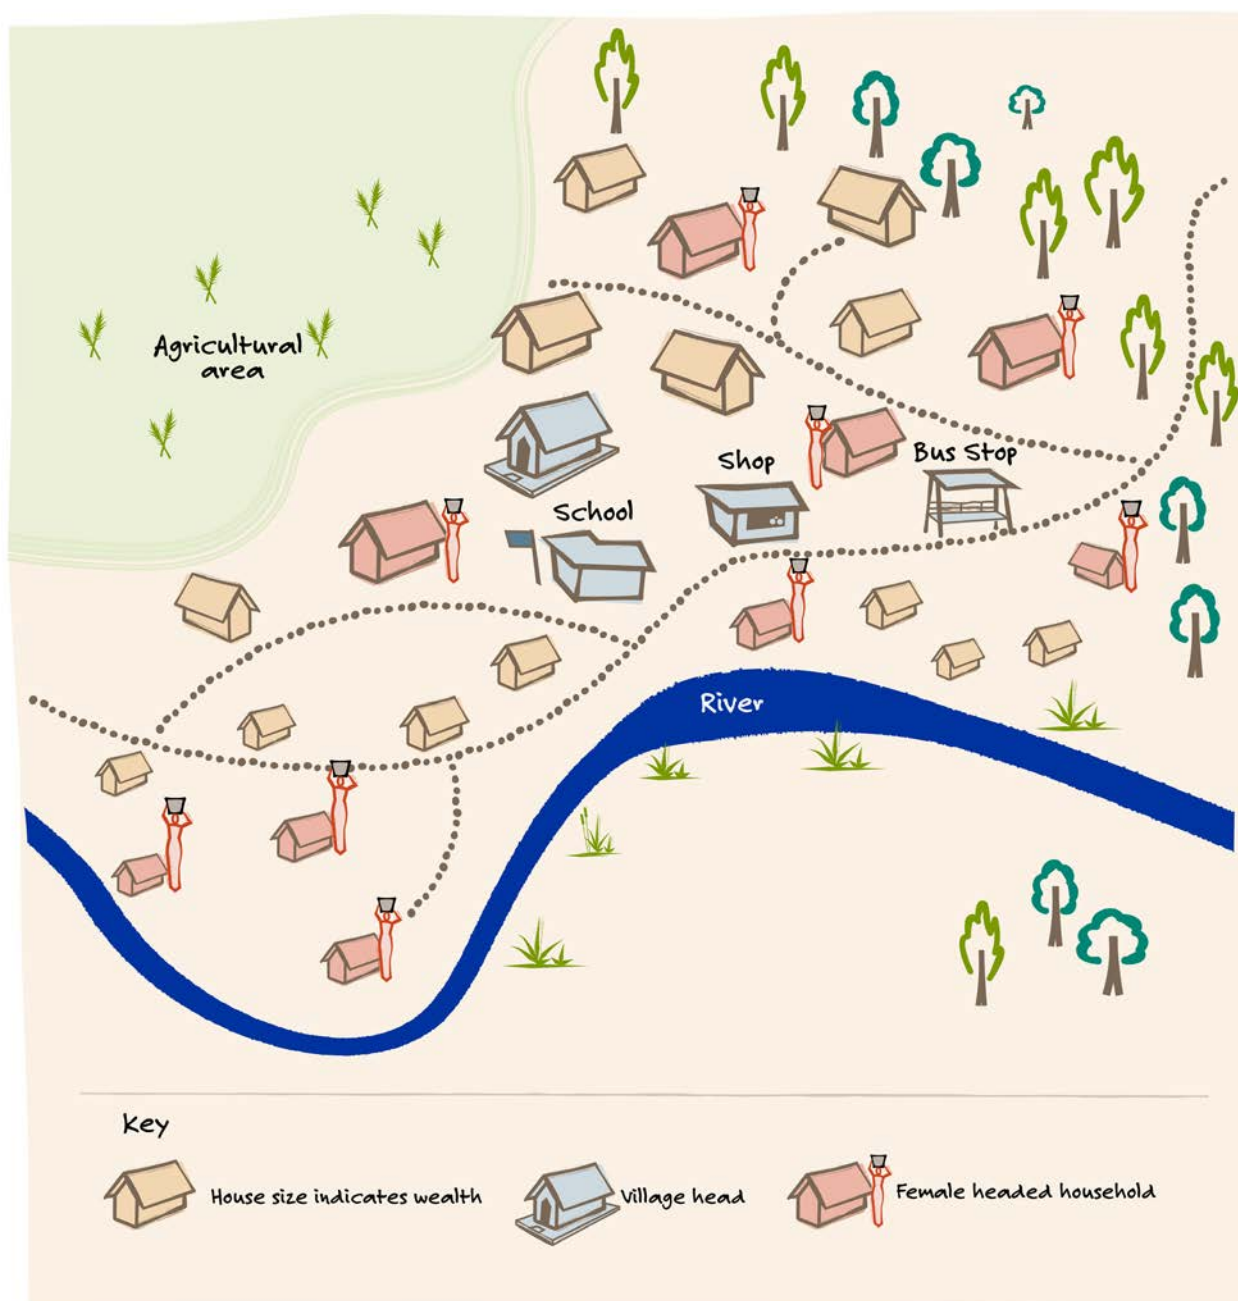 Agricultural
area
Shop
Bus Stop
School
River
Key
House size indicates wealth
Village head
Female headed household